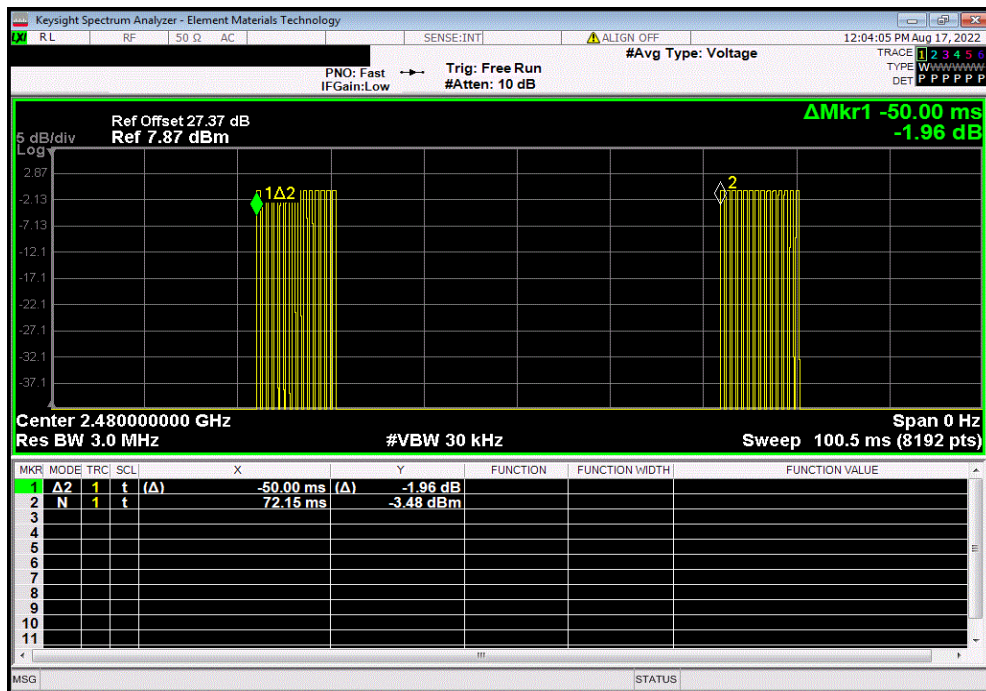 Keysight Spectrum Analyzer - Element Materials Technology
LXI RL RF 50 Ω AC SENSE:INT ALIGN OFF 12:04:05 PM Aug 17, 2022
#Avg Type: Voltage TRACE 1 2 3 4 5 6
PNO: Fast Trig: Free Run TYPE WWWWWW
IFGain:Low #Atten: 10 dB DET P P P P P P
ΔMkr1 -50.00 ms
-1.96 dB
Ref Offset 27.37 dB
5 dB/div Ref 7.87 dBm
Log
2.87
1Δ2 2
-2.13
-7.13
-12.1
-17.1
-22.1
-27.1
-32.1
-37.1
Center 2.480000000 GHz Span 0 Hz
Res BW 3.0 MHz #VBW 30 kHz Sweep 100.5 ms (8192 pts)
MKR MODE TRC SCL X Y FUNCTION FUNCTION WIDTH FUNCTION VALUE
1 Δ2 1 t (Δ) -50.00 ms (Δ) -1.96 dB
2 N 1 t 72.15 ms -3.48 dBm
3
4
5
6
7
8
9
10
11
MSG STATUS